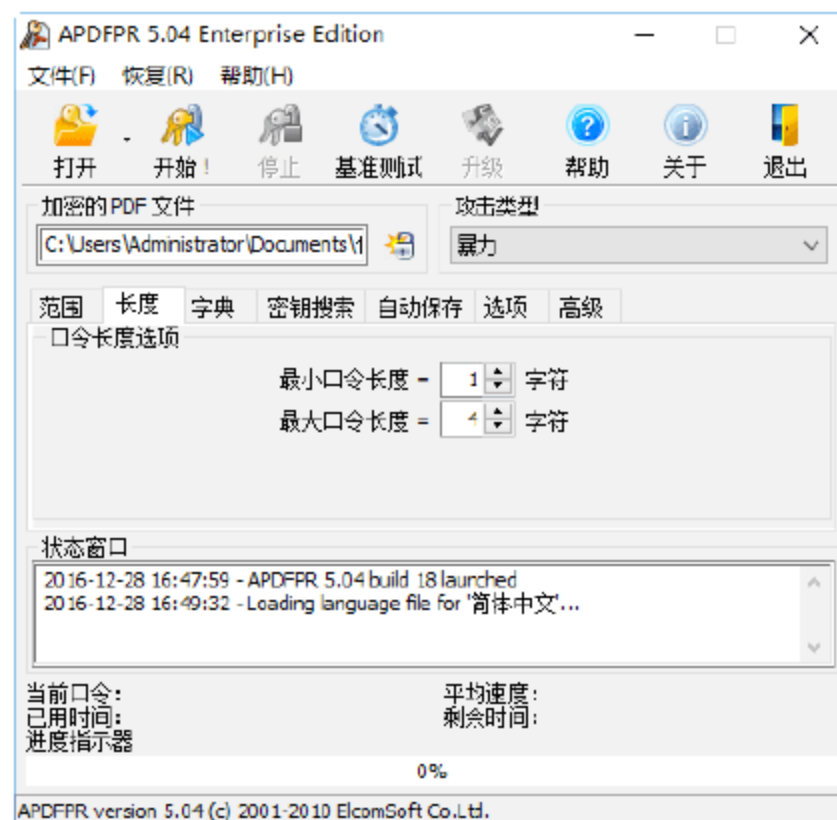 APDFPR 5.04 Enterprise Edition
文件(F) 恢复(R) 帮助(H)
打开 开始! 停止 基准测试 升级 帮助 关于 退出
加密的 PDF 文件 攻击类型
C:\Users\Administrator\Documents\ 暴力
范围 长度 字典 密钥搜索 自动保存 选项 高级
口令长度选项
最小口令长度 = 1 字符
最大口令长度 = 4 字符
状态窗口
2016-12-28 16:47:59 - APDFPR 5.04 build 18 launched
2016-12-28 16:49:32 - Loading language file for '简体中文'...
当前口令: 平均速度:
已用时间: 剩余时间:
进度指示器
0%
APDFPR version 5.04 (c) 2001-2010 ElcomSoft Co.Ltd.